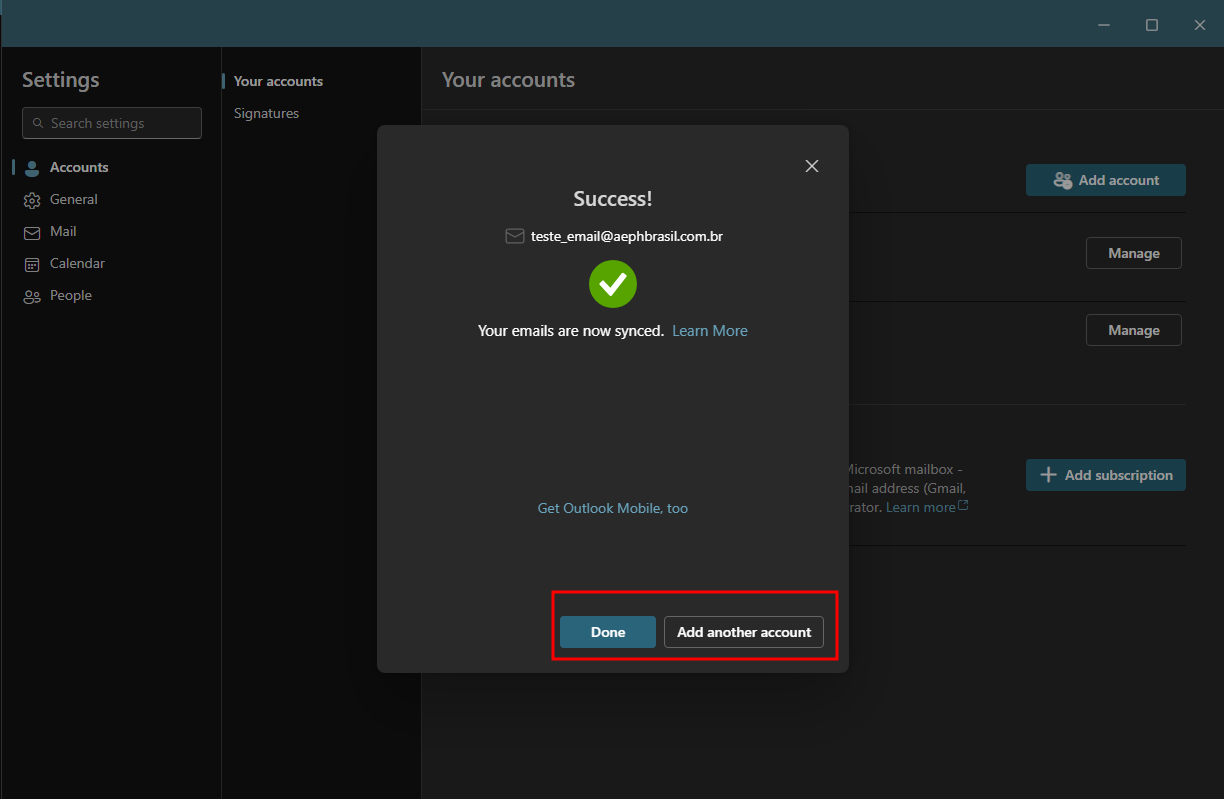 Settings
Search settings
Accounts
General
Mail
Calendar
People
Your accounts
Signatures
Your accounts
Add account
Manage
Manage
Microsoft mailbox -
address (Gmail,
Learn more
Add subscription
Success!
teste_email@aephbrasil.com.br
Your emails are now synced. Learn More
Get Outlook Mobile, too
Done
Add another account